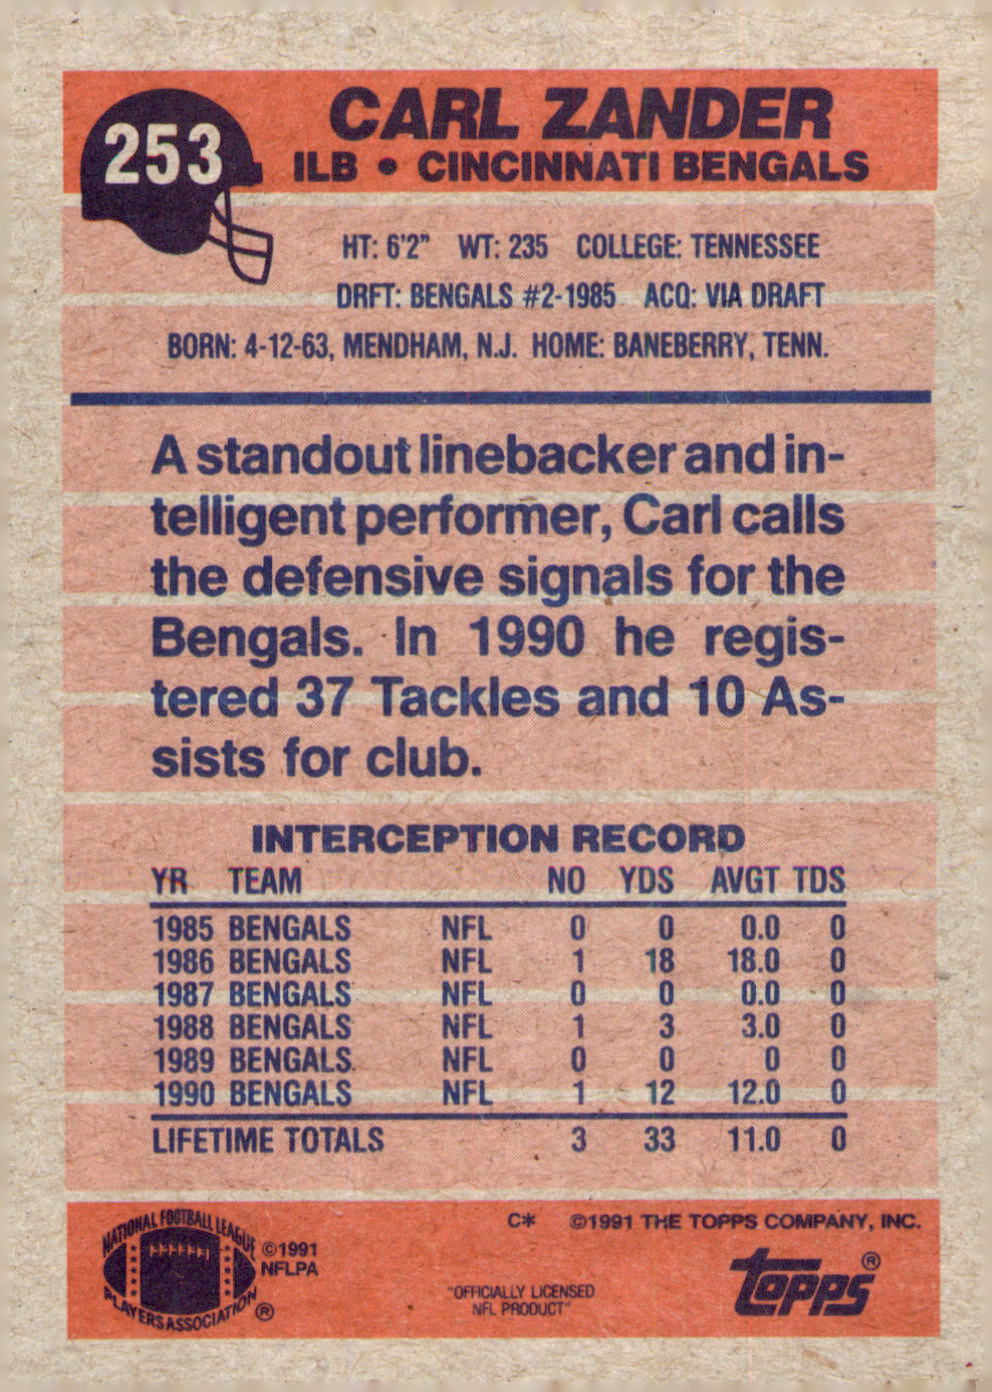 253
CARL ZANDER
ILB • CINCINNATI BENGALS
HT: 6'2" WT: 235 COLLEGE: TENNESSEE
DRFT: BENGALS #2-1985 ACQ: VIA DRAFT
BORN: 4-12-63, MENDHAM, N.J. HOME: BANEBERRY, TENN.
A standout linebacker and in-
telligent performer, Carl calls
the defensive signals for the
Bengals. In 1990 he regis-
tered 37 Tackles and 10 As-
sists for club.
INTERCEPTION RECORD
YR TEAM NO YDS AVGT TDS
1985 BENGALS NFL 0 0 0.0 0
1986 BENGALS NFL 1 18 18.0 0
1987 BENGALS NFL 0 0 0.0 0
1988 BENGALS NFL 1 3 3.0 0
1989 BENGALS NFL 0 0 0 0
1990 BENGALS NFL 1 12 12.0 0
LIFETIME TOTALS 3 33 11.0 0
NATIONAL FOOTBALL LEAGUE
PLAYERS ASSOCIATION ®
©1991
NFLPA
C* ©1991 THE TOPPS COMPANY, INC.
"OFFICIALLY LICENSED
NFL PRODUCT"
topps ®